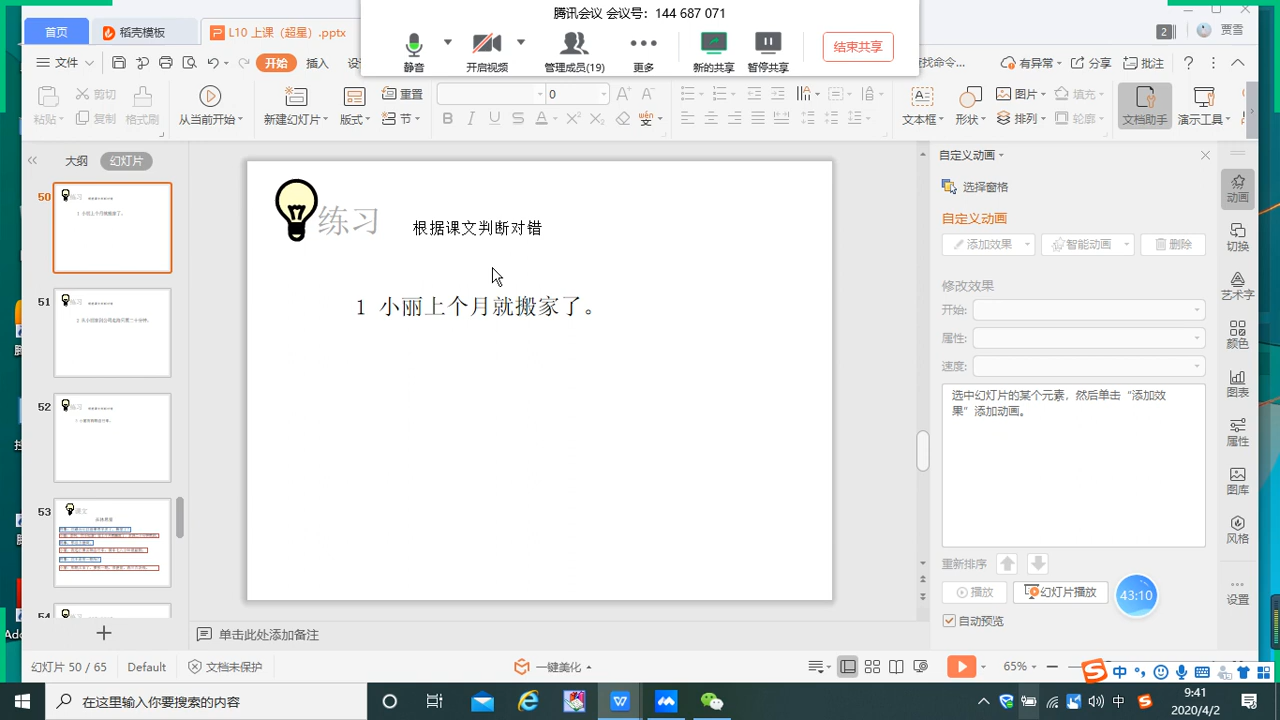 腾讯会议 会议号：144 687 071
首页
稻壳模板
L10 上课（超星）.pptx
2
贾雪
静音
开启视频
管理成员(19)
更多
新的共享
暂停共享
结束共享
文件
开始
插入
找命令...
有异常
分享
批注
粘贴
剪切
复制
格式刷
从当前开始
新建幻灯片
版式
重置
节
0
文本框
形状
图片
排列
填充
轮廓
文档助手
演示工具
大纲
幻灯片
50
51
52
53
54
练习
根据课文判断对错
1 小丽上个月就搬家了。
自定义动画
选择窗格
自定义动画
添加效果
智能动画
删除
修改效果
开始:
属性:
速度:
选中幻灯片的某个元素，然后单击“添加效
果”添加动画。
重新排序
播放
幻灯片播放
43:10
自动预览
动画
切换
艺术字
颜色
图表
属性
图库
风格
设置
单击此处添加备注
幻灯片 50 / 65
Default
文档未保护
一键美化
65%
中
在这里输入你要搜索的内容
中
9:41
2020/4/2